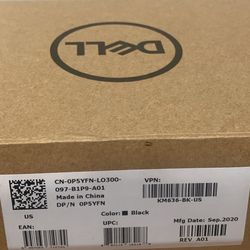 DELL
CN-0P5YFN-LO300-
097-B1P9-A01
Made in China
DP/N 0P5YFN
VPN:
KM636-BK-US
US
Color: Black
Mfg Date: Sep.2020
EAN:
UPC:
REV A01